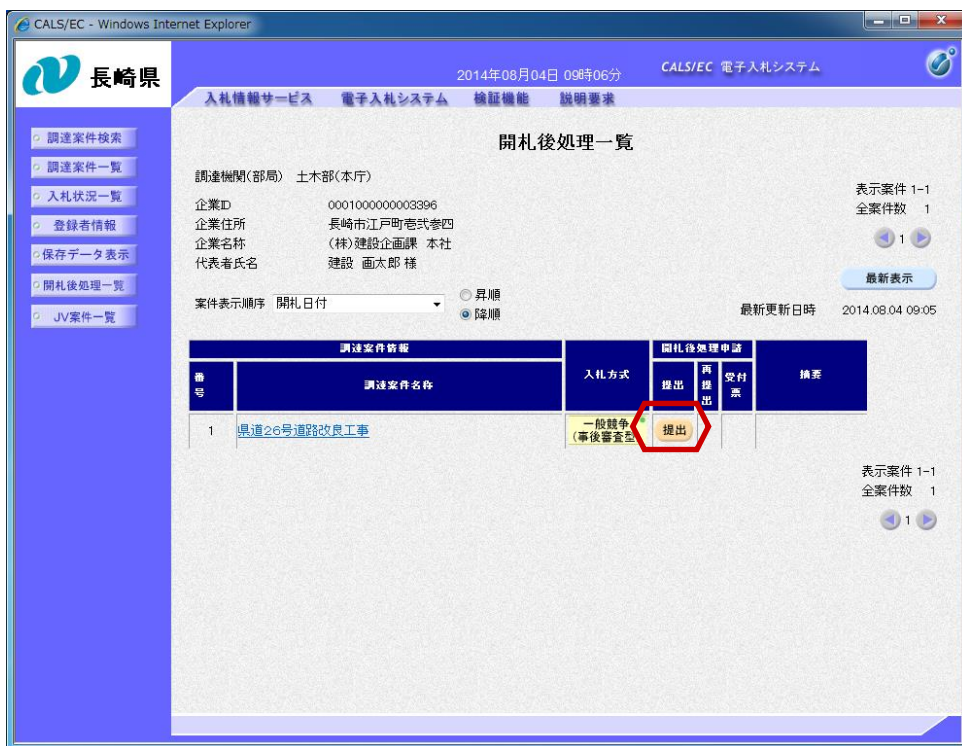 CALS/EC - Windows Internet Explorer
長崎県
2014年08月04日 09時06分
CALS/EC 電子入札システム
入札情報サービス 電子入札システム 検証機能 説明要求
調達案件検索
調達案件一覧
入札状況一覧
登録者情報
保存データ表示
開札後処理一覧
JV案件一覧
開札後処理一覧
調達機関(部局) 土木部(本庁)
企業ID 0001000000003396
企業住所 長崎市江戸町壱弐参四
企業名称 (株)建設企画課 本社
代表者氏名 建設 画太郎 様
表示案件 1-1
全案件数 1
1
最新表示
案件表示順序 開札日付
昇順
降順
最新更新日時 2014.08.04 09:05
調達案件情報
番号
調達案件名称
入札方式
開札後処理申請
提出
再提出
受付票
摘要
1 県道26号道路改良工事
一般競争
(事後審査型
提出
表示案件 1-1
全案件数 1
1